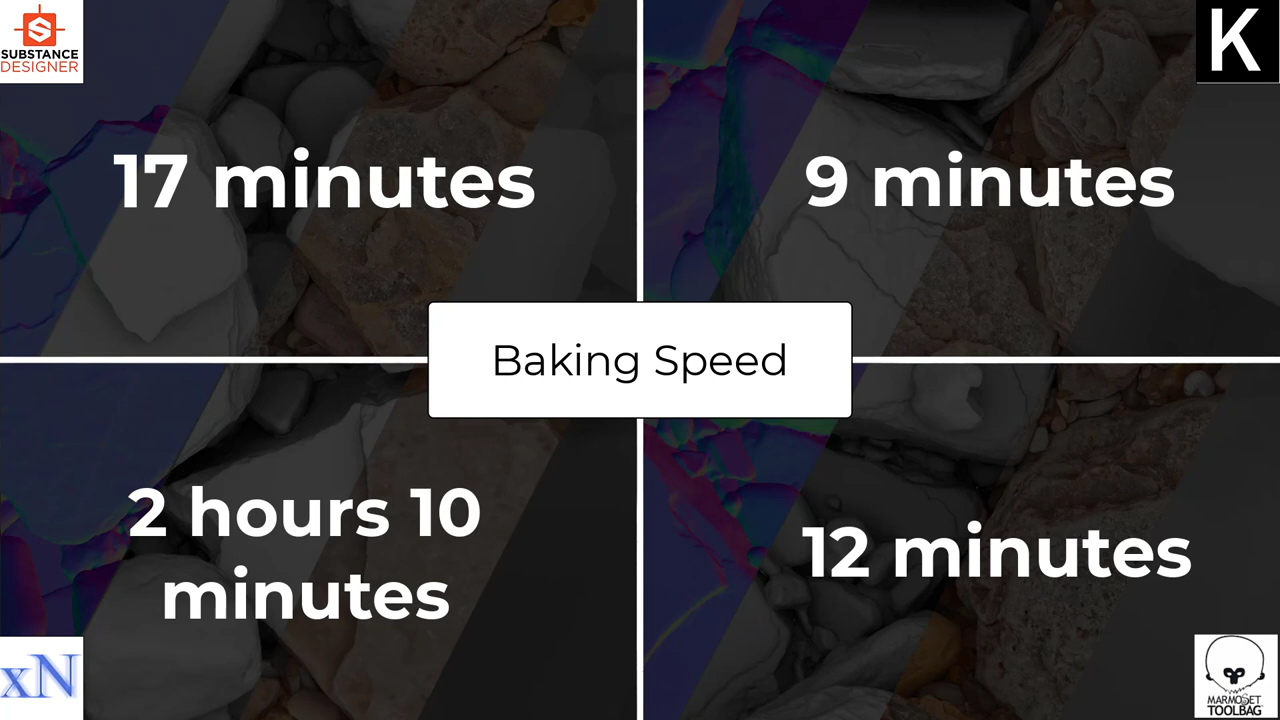 SUBSTANCE
DESIGNER
K
17 minutes
9 minutes
Baking Speed
2 hours 10
minutes
12 minutes
xN
MARMOSET
TOOLBAG